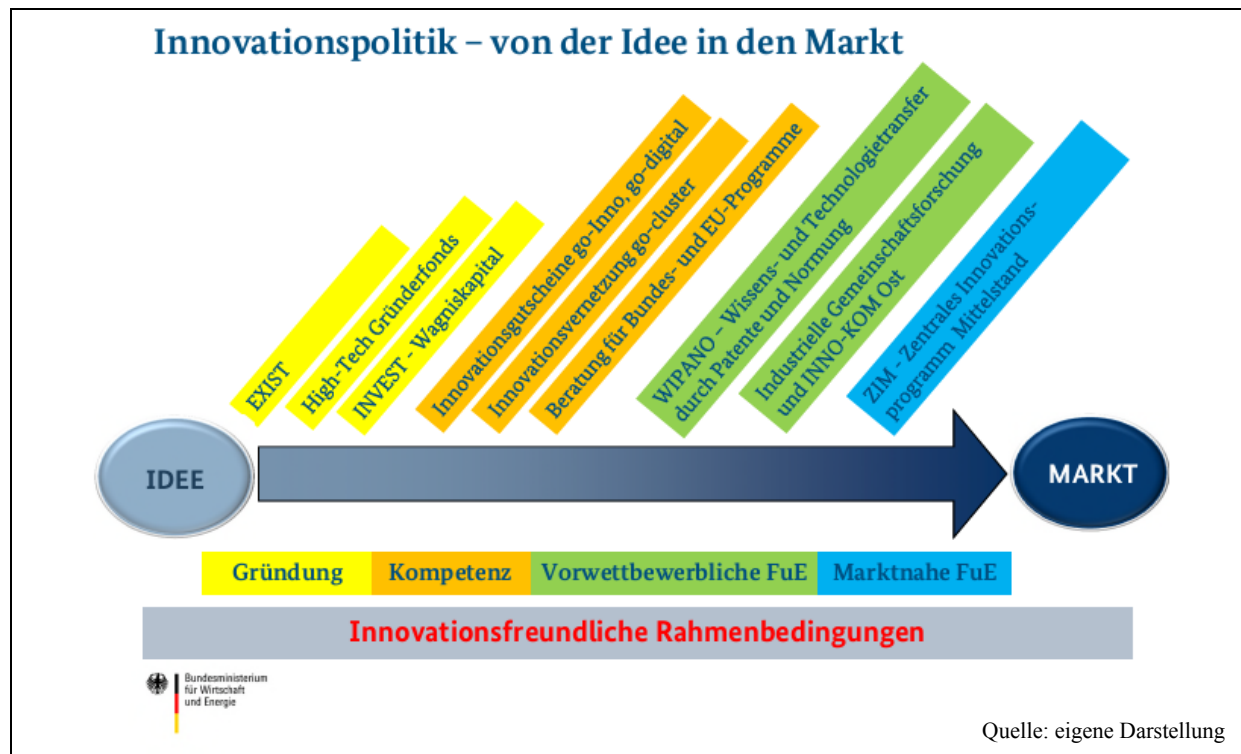 Innovationspolitik – von der Idee in den Markt
EXIST
High-Tech Gründerfonds
INVEST - Wagniskapital
Innovationsgutscheine go-Inno, go-digital
Innovationsvernetzung go-cluster
Beratung für Bundes- und EU-Programme
WIPANO – Wissens- und Technologietransfer
durch Patente und Normung
Industrielle Gemeinschaftsforschung
und INNO-KOM Ost
ZIM - Zentrales Innovations-
programm Mittelstand
IDEE
MARKT
Gründung
Kompetenz
Vorwettbewerbliche FuE
Marktnahe FuE
Innovationsfreundliche Rahmenbedingungen
Bundesministerium
für Wirtschaft
und Energie
Quelle: eigene Darstellung